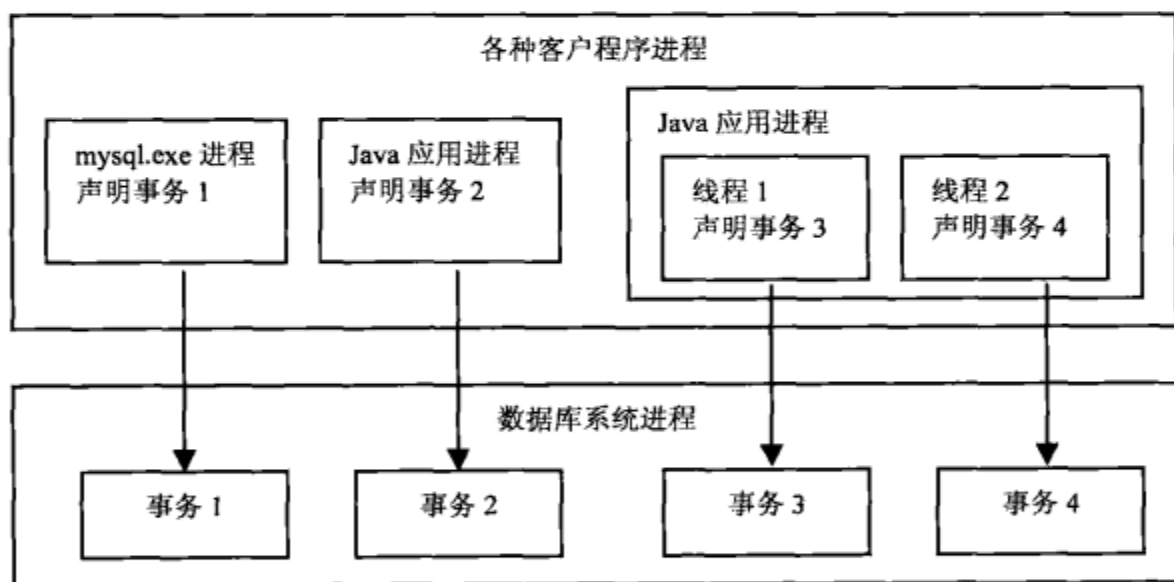 各种客户程序进程
mysql.exe 进程
声明事务 1
Java 应用进程
声明事务 2
Java 应用进程
线程 1
声明事务 3
线程 2
声明事务 4
数据库系统进程
事务 1
事务 2
事务 3
事务 4